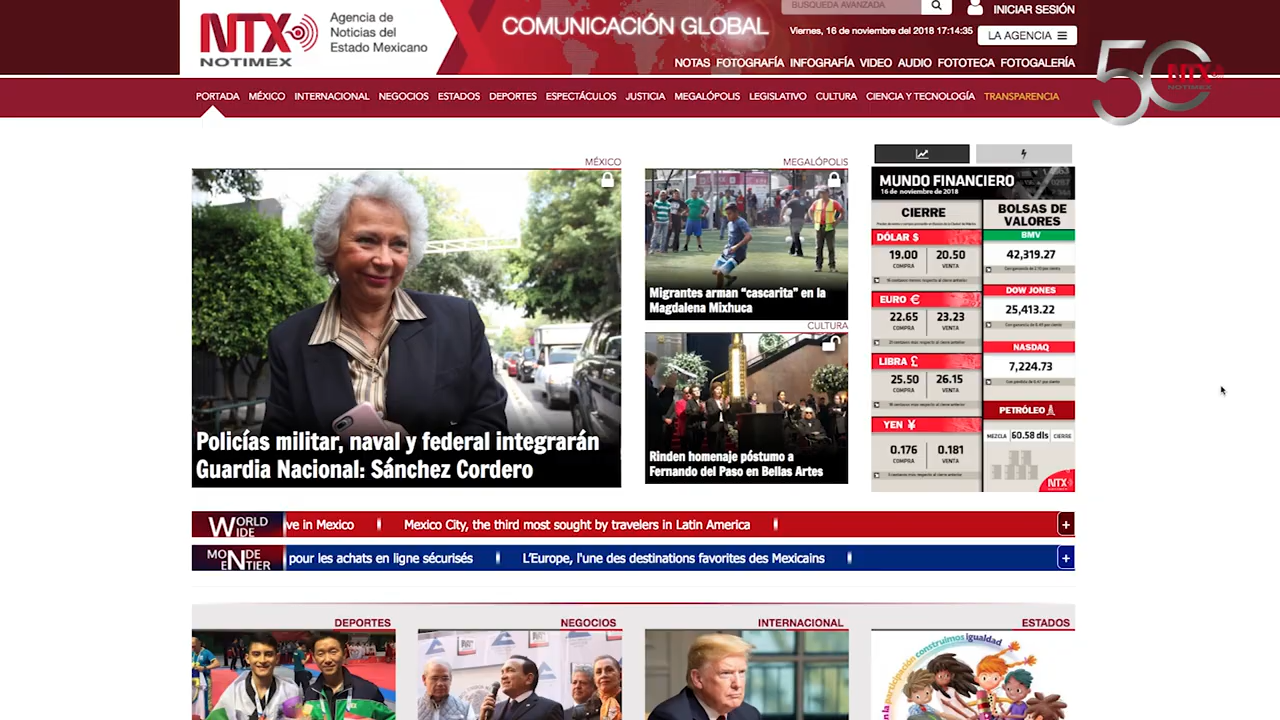 NTX
NOTIMEX
Agencia de
Noticias del
Estado Mexicano
COMUNICACIÓN GLOBAL
BÚSQUEDA AVANZADA
INICIAR SESIÓN
Viernes, 16 de noviembre del 2018 17:14:35
LA AGENCIA
NOTAS FOTOGRAFÍA INFOGRAFÍA VIDEO AUDIO FOTOTECA FOTOGALERÍA
50 NTX
NOTIMEX
PORTADA MÉXICO INTERNACIONAL NEGOCIOS ESTADOS DEPORTES ESPECTÁCULOS JUSTICIA MEGALÓPOLIS LEGISLATIVO CULTURA CIENCIA Y TECNOLOGÍA TRANSPARENCIA
MÉXICO
Policías militar, naval y federal integrarán
Guardia Nacional: Sánchez Cordero
MEGALÓPOLIS
Migrantes arman “cascarita” en la
Magdalena Mixhuca
CULTURA
Rinden homenaje póstumo a
Fernando del Paso en Bellas Artes
MUNDO FINANCIERO
16 de noviembre de 2018
CIERRE
DÓLAR $
19.00 20.50
COMPRA VENTA
EURO €
22.65 23.23
COMPRA VENTA
LIBRA £
25.50 26.15
COMPRA VENTA
YEN ¥
0.176 0.181
COMPRA VENTA
BOLSAS DE
VALORES
BMV
42,319.27
DOW JONES
25,413.22
NASDAQ
7,224.73
PETRÓLEO
MEZCLA 60.58 dls CIERRE
NTX
WORLD
WIDE
ve in Mexico
Mexico City, the third most sought by travelers in Latin America
+
MONDE
ENTIER
pour les achats en ligne sécurisés
L'Europe, l'une des destinations favorites des Mexicains
+
DEPORTES
NEGOCIOS
INTERNACIONAL
ESTADOS
participación construimos igualdad